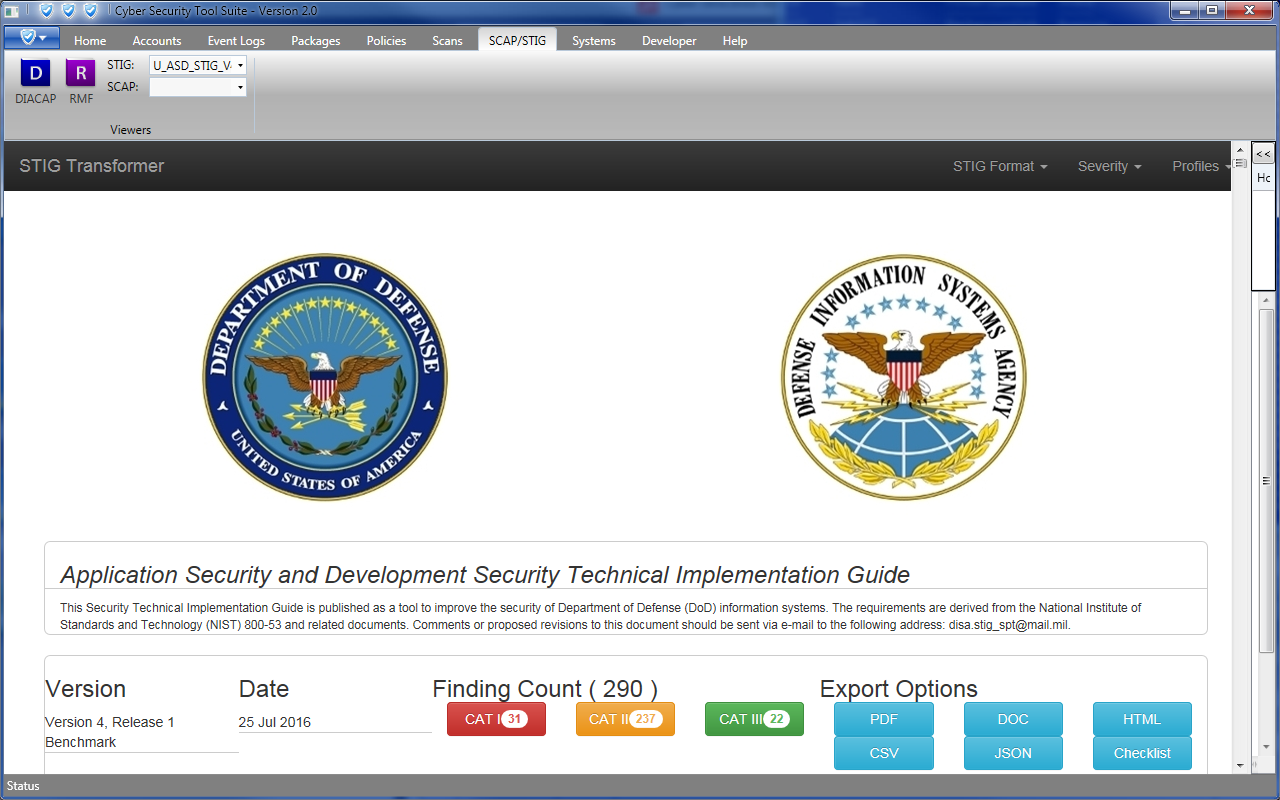 Cyber Security Tool Suite - Version 2.0
Home Accounts Event Logs Packages Policies Scans SCAP/STIG Systems Developer Help
D R STIG: U_ASD_STIG_V
DIACAP RMF SCAP:
Viewers
STIG Transformer STIG Format Severity Profiles <<
Hc
DEPARTMENT OF DEFENSE
UNITED STATES OF AMERICA
DEFENSE INFORMATION SYSTEMS AGENCY
Application Security and Development Security Technical Implementation Guide
This Security Technical Implementation Guide is published as a tool to improve the security of Department of Defense (DoD) information systems. The requirements are derived from the National Institute of
Standards and Technology (NIST) 800-53 and related documents. Comments or proposed revisions to this document should be sent via e-mail to the following address: disa.stig_spt@mail.mil.
Version Date Finding Count ( 290 ) Export Options
Version 4, Release 1 25 Jul 2016 CAT I 31 CAT II 237 CAT III 22 PDF DOC HTML
Benchmark CSV JSON Checklist
Status